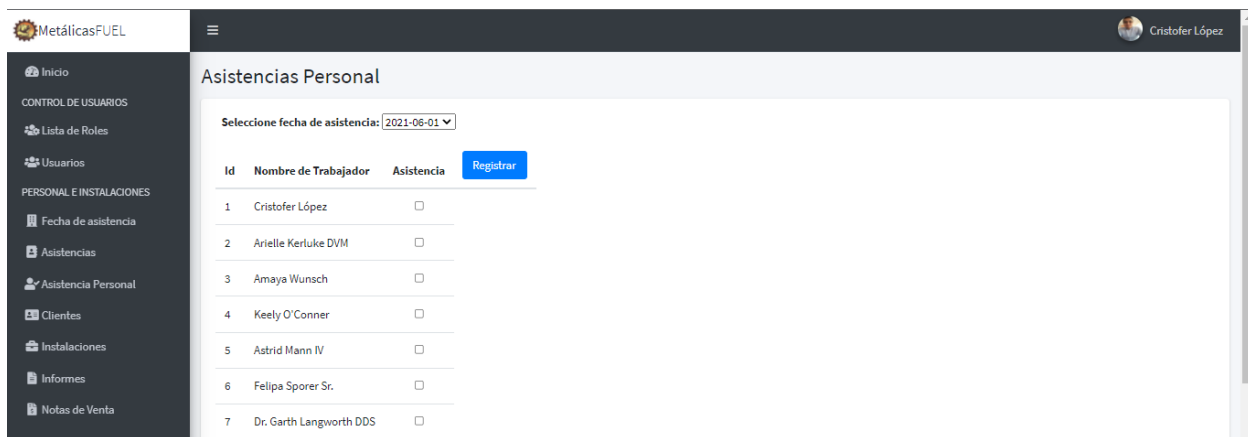 MetálicasFUEL
Cristofer López
Inicio
CONTROL DE USUARIOS
Lista de Roles
Usuarios
PERSONAL E INSTALACIONES
Fecha de asistencia
Asistencias
Asistencia Personal
Clientes
Instalaciones
Informes
Notas de Venta
Asistencias Personal
Seleccione fecha de asistencia: 2021-06-01
Id Nombre de Trabajador Asistencia Registrar
1 Cristofer López
2 Arielle Kerluke DVM
3 Amaya Wunsch
4 Keely O'Conner
5 Astrid Mann IV
6 Felipa Sporer Sr.
7 Dr. Garth Langworth DDS